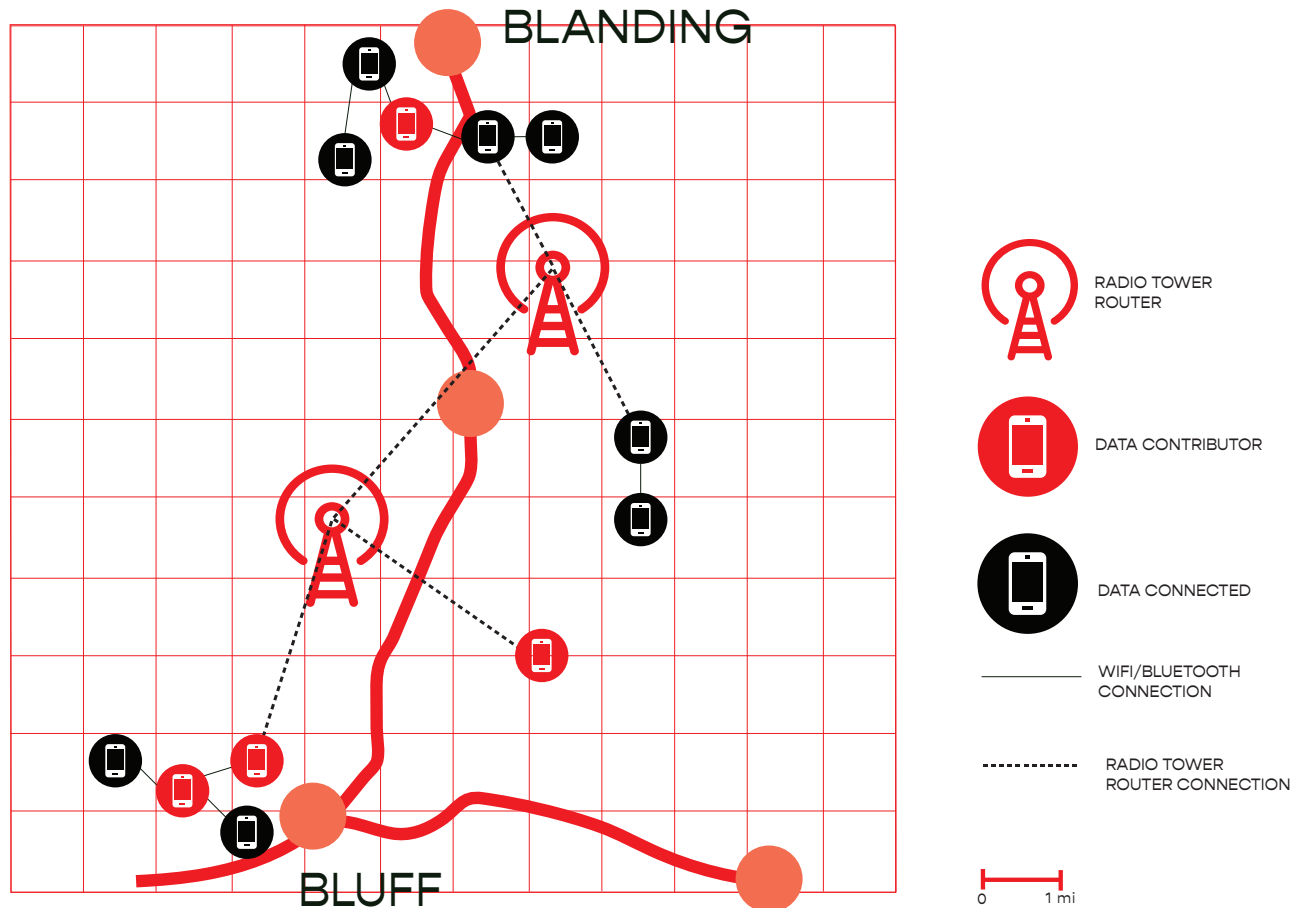 BLANDING
RADIO TOWER
ROUTER
DATA CONTRIBUTOR
DATA CONNECTED
WIFI/BLUETOOTH
CONNECTION
RADIO TOWER
ROUTER CONNECTION
BLUFF
0 1 mi